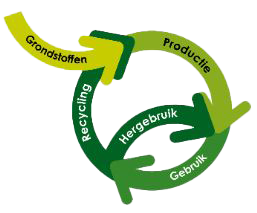 Grondstoffen
Productie
Gebruik
Hergebruik
Recycling